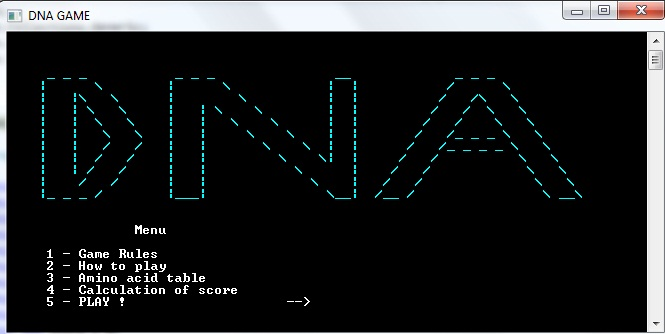 DNA GAME
DNA
Menu
1 - Game Rules
2 - How to play
3 - Amino acid table
4 - Calculation of score
5 - PLAY ! -->